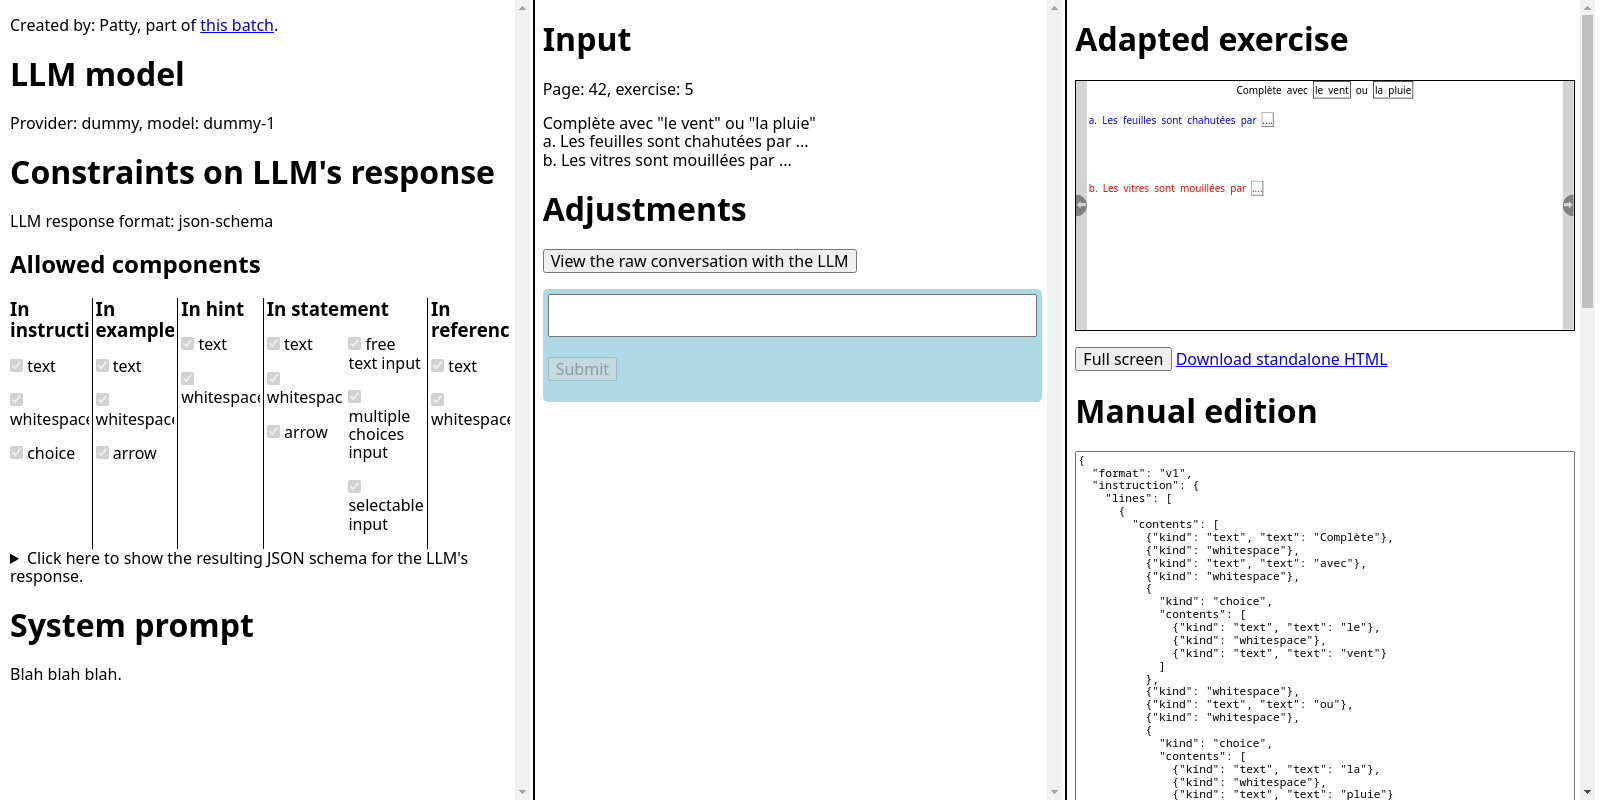 Created by: Patty, part of this batch.
LLM model
Provider: dummy, model: dummy-1
Constraints on LLM's response
LLM response format: json-schema
Allowed components
In instructi
text
whitespace
choice
In example
text
whitespace
arrow
In hint
text
whitespace
In statement
text
whitespac
arrow
free text input
multiple choices input
selectable input
In referenc
text
whitespace
Click here to show the resulting JSON schema for the LLM's
response.
System prompt
Blah blah blah.
Input
Page: 42, exercise: 5
Complète avec "le vent" ou "la pluie"
a. Les feuilles sont chahutées par ...
b. Les vitres sont mouillées par ...
Adjustments
View the raw conversation with the LLM
Submit
Adapted exercise
Complète avec le vent ou la pluie
a. Les feuilles sont chahutées par ....
b. Les vitres sont mouillées par ....
Full screen Download standalone HTML
Manual edition
{
  "format": "v1",
  "instruction": {
    "lines": [
      {
        "contents": [
          {"kind": "text", "text": "Complète"},
          {"kind": "whitespace"},
          {"kind": "text", "text": "avec"},
          {"kind": "whitespace"},
          {
            "kind": "choice",
            "contents": [
              {"kind": "text", "text": "le"},
              {"kind": "whitespace"},
              {"kind": "text", "text": "vent"}
            ]
          },
          {"kind": "whitespace"},
          {"kind": "text", "text": "ou"},
          {"kind": "whitespace"},
          {
            "kind": "choice",
            "contents": [
              {"kind": "text", "text": "la"},
              {"kind": "whitespace"},
              {"kind": "text", "text": "pluie"}